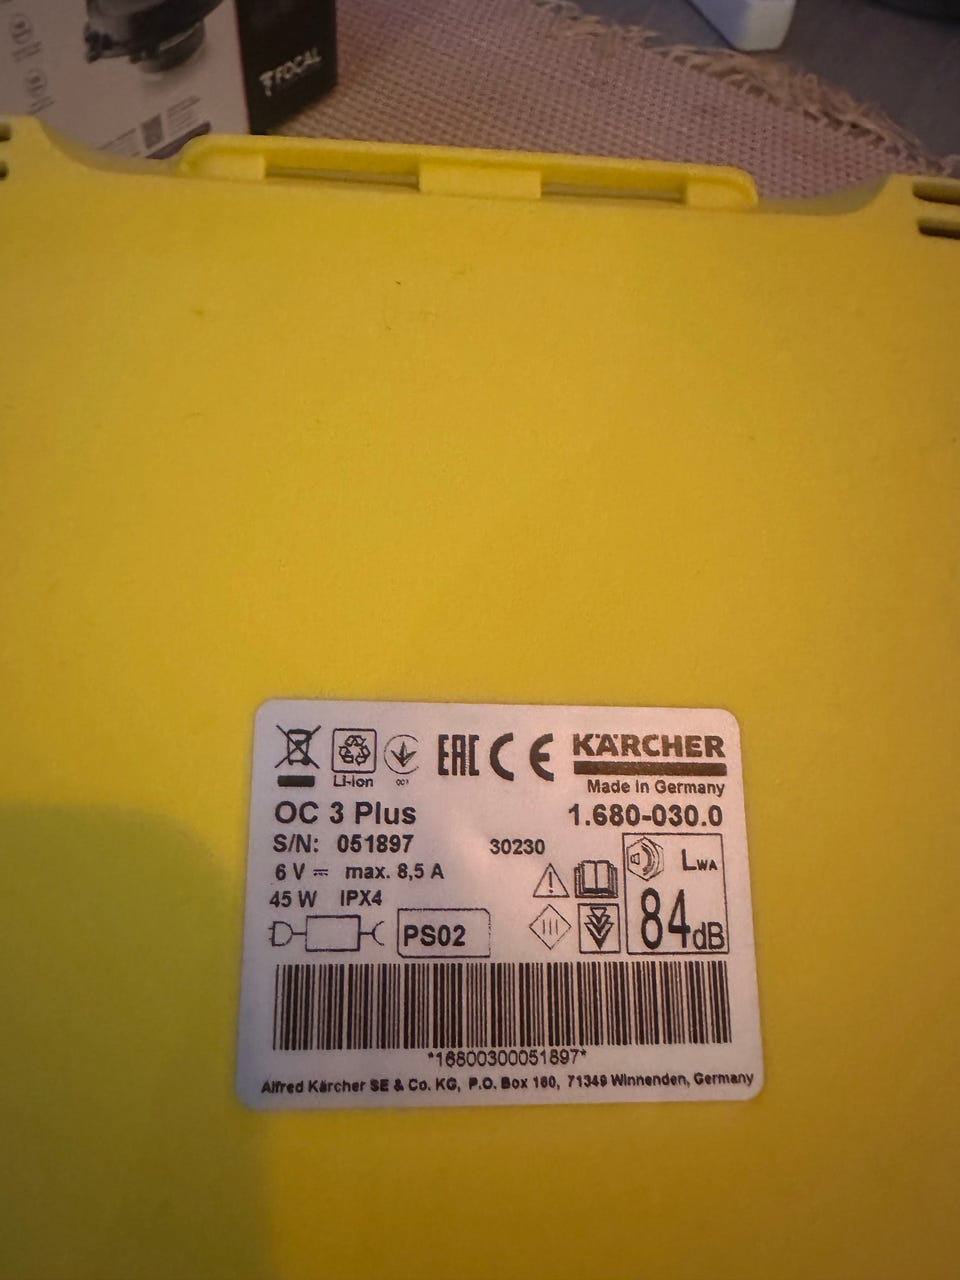 FOCAL
Li-ion
EAC CE KÄRCHER
Made in Germany
OC 3 Plus 1.680-030.0
S/N: 051897 30230
6 V max. 8,5 A
45 W IPX4
LWA
PS02
84dB
*16800300051897*
Alfred Kärcher SE & Co. KG, P.O. Box 160, 71349 Winnenden, Germany